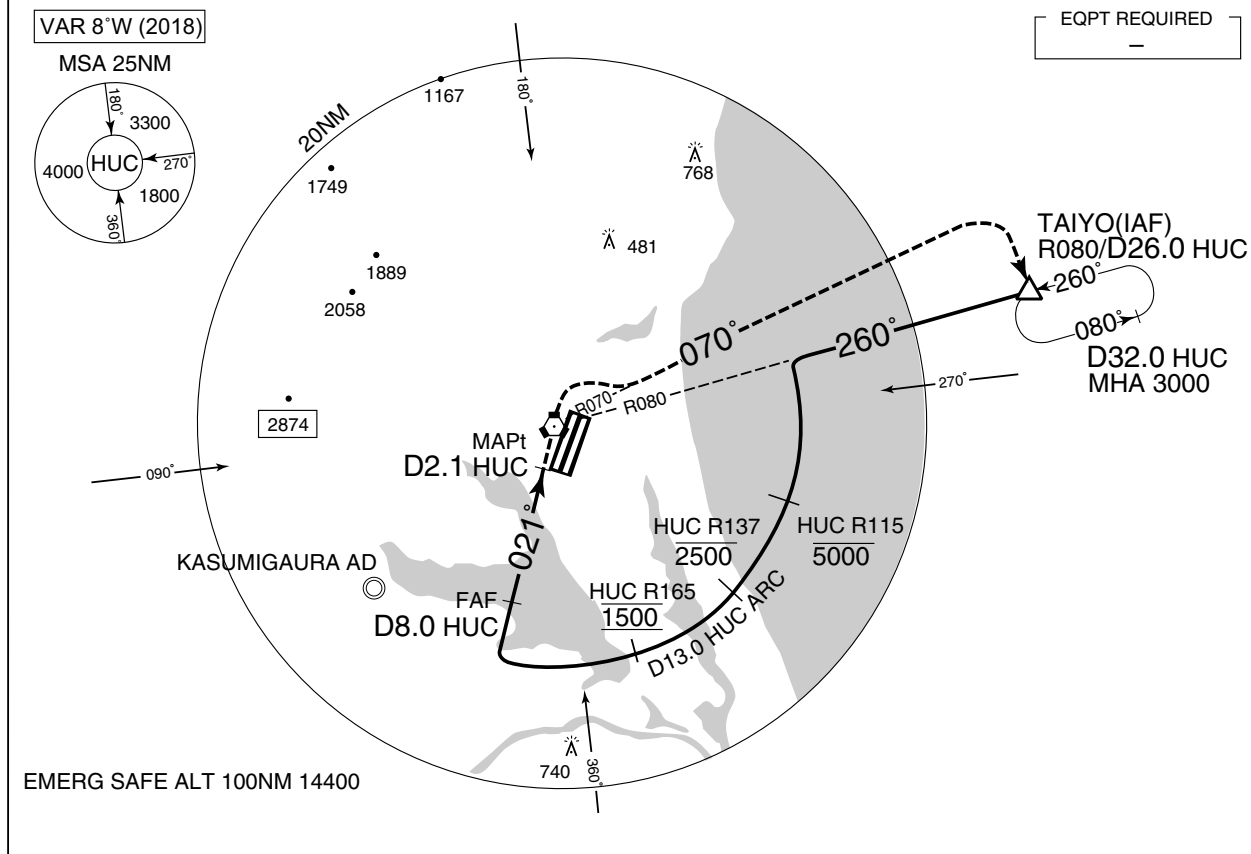 VAR 8°W (2018)
MSA 25NM
180°
3300
HUC
4000
270°
1800
360°
EQPT REQUIRED
–
20NM
1167
180°
1749
768
481
1889
2058
TAIYO(IAF)
R080/D26.0 HUC
260°
080°
D32.0 HUC
MHA 3000
070°
260°
270°
R070
R080
2874
MAPt
D2.1 HUC
090°
021°
HUC R137
2500
HUC R115
5000
KASUMIGAURA AD
FAF
D8.0 HUC
HUC R165
1500
D13.0 HUC ARC
740
360°
EMERG SAFE ALT 100NM 14400